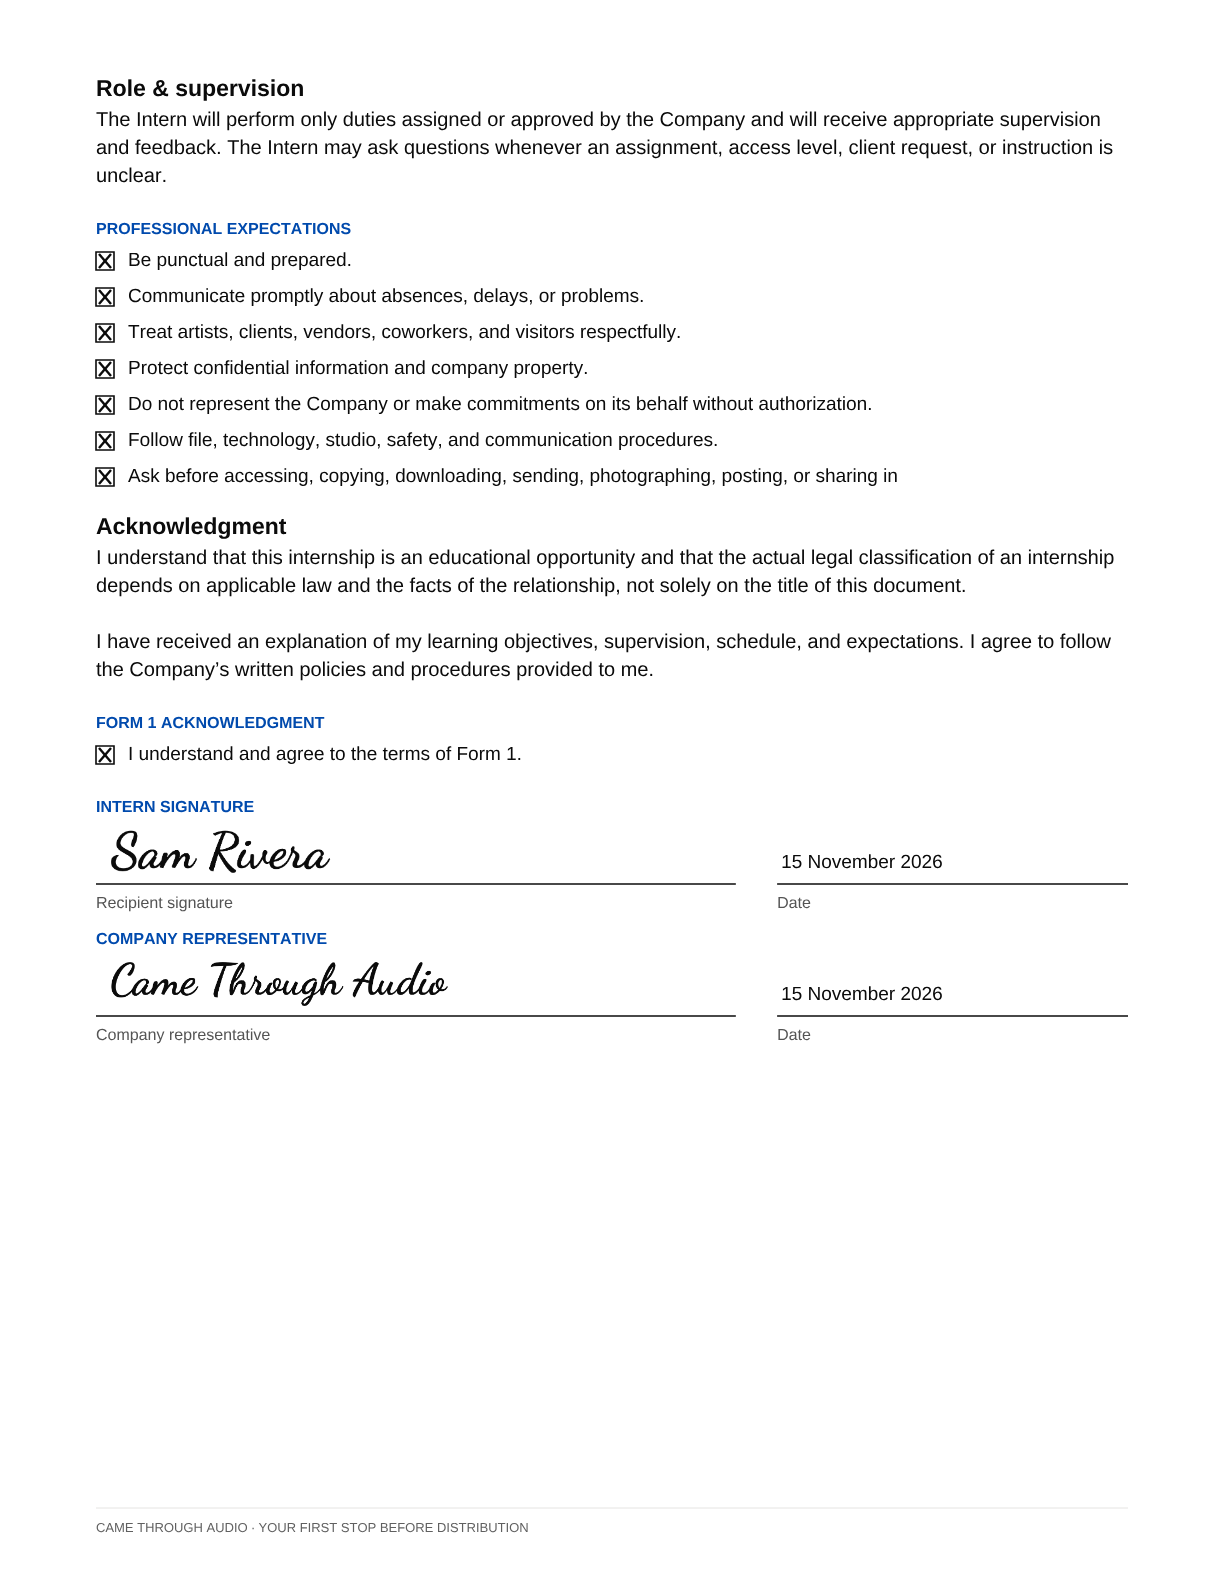 Role & supervision
The Intern will perform only duties assigned or approved by the Company and will receive appropriate supervision
and feedback. The Intern may ask questions whenever an assignment, access level, client request, or instruction is
unclear.
PROFESSIONAL EXPECTATIONS
Be punctual and prepared.
Communicate promptly about absences, delays, or problems.
Treat artists, clients, vendors, coworkers, and visitors respectfully.
Protect confidential information and company property.
Do not represent the Company or make commitments on its behalf without authorization.
Follow file, technology, studio, safety, and communication procedures.
Ask before accessing, copying, downloading, sending, photographing, posting, or sharing in
Acknowledgment
I understand that this internship is an educational opportunity and that the actual legal classification of an internship
depends on applicable law and the facts of the relationship, not solely on the title of this document.
I have received an explanation of my learning objectives, supervision, schedule, and expectations. I agree to follow
the Company’s written policies and procedures provided to me.
FORM 1 ACKNOWLEDGMENT
I understand and agree to the terms of Form 1.
INTERN SIGNATURE
Sam Rivera
15 November 2026
Recipient signature
Date
COMPANY REPRESENTATIVE
Came Through Audio
15 November 2026
Company representative
Date
CAME THROUGH AUDIO · YOUR FIRST STOP BEFORE DISTRIBUTION